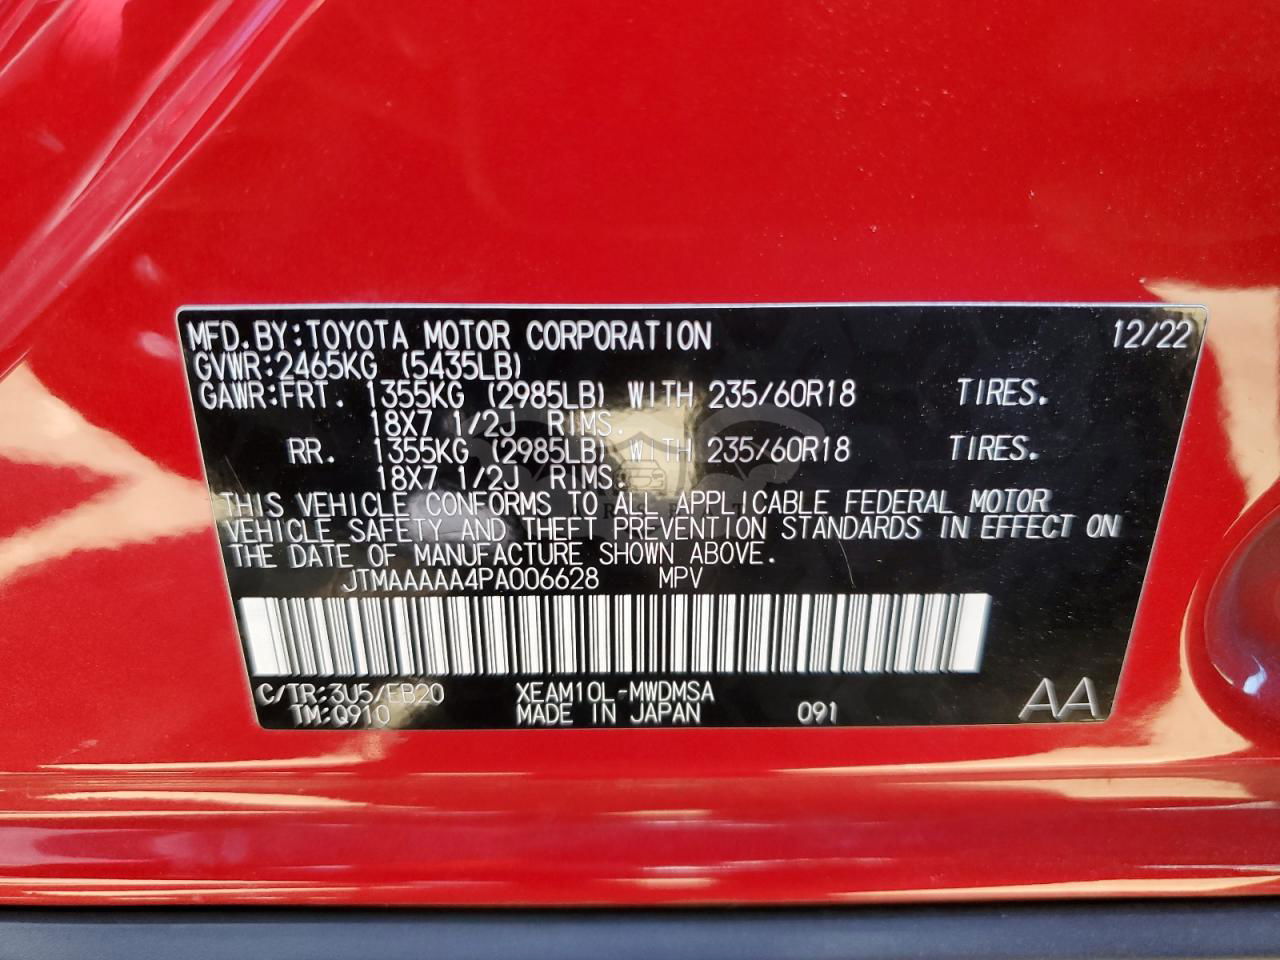 MFD.BY:TOYOTA MOTOR CORPORATION 12/22
GVWR:2465KG (5435LB)
GAWR:FRT. 1355KG (2985LB) WITH 235/60R18 TIRES.
18X7 1/2J RIMS.
RR. 1355KG (2985LB) WITH 235/60R18 TIRES.
18X7 1/2J RIMS.
THIS VEHICLE CONFORMS TO ALL APPLICABLE FEDERAL MOTOR
VEHICLE SAFETY AND THEFT PREVENTION STANDARDS IN EFFECT ON
THE DATE OF MANUFACTURE SHOWN ABOVE.
JTMAAAAA4PA006628 MPV
C/TR:3U5/EB20 XEAM10L-MWDMSA
TM:Q910 MADE IN JAPAN 091 AA